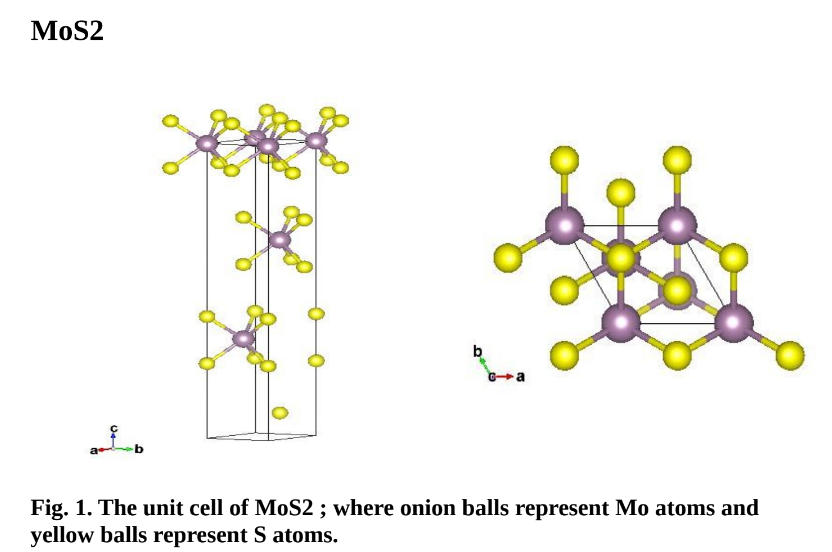 MoS2
c
a
b
b
c
a
Fig. 1. The unit cell of MoS2 ; where onion balls represent Mo atoms and
yellow balls represent S atoms.